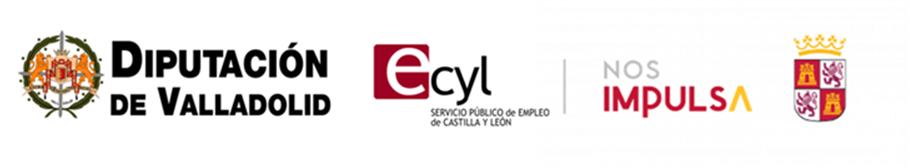 DIPUTACIÓN
DE VALLADOLID
ecyl
SERVICIO PÚBLICO de EMPLEO
de CASTILLA Y LEÓN
NOS
IMPULSA